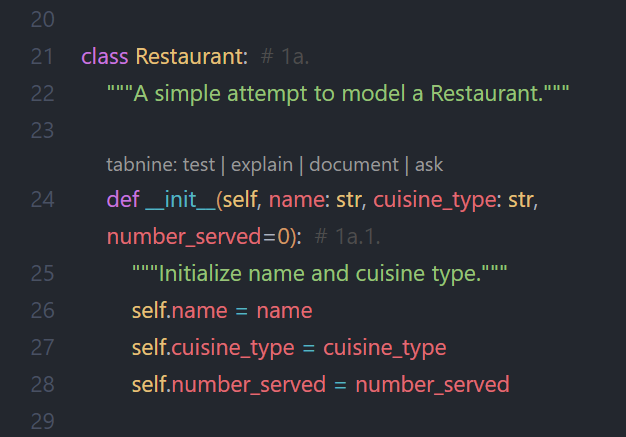 20
21 class Restaurant: # 1a.
22 """A simple attempt to model a Restaurant."""
23
tabnine: test | explain | document | ask
24 def __init__(self, name: str, cuisine_type: str,
number_served=0): # 1a.1.
25 """Initialize name and cuisine type."""
26 self.name = name
27 self.cuisine_type = cuisine_type
28 self.number_served = number_served
29